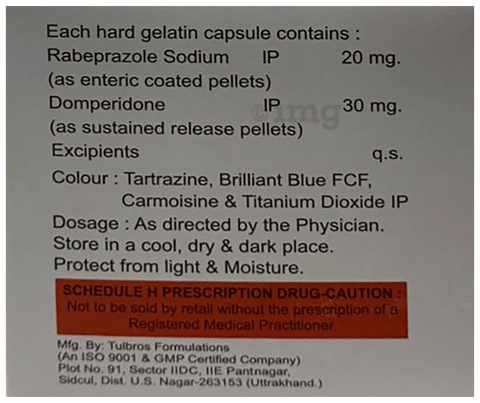 Each hard gelatin capsule contains :
Rabeprazole Sodium IP 20 mg.
(as enteric coated pellets)
Domperidone IP 30 mg.
(as sustained release pellets)
Excipients q.s.
Colour : Tartrazine, Brilliant Blue FCF,
Carmoisine & Titanium Dioxide IP
Dosage : As directed by the Physician.
Store in a cool, dry & dark place.
Protect from light & Moisture.
SCHEDULE H PRESCRIPTION DRUG-CAUTION :
Not to be sold by retail without the prescription of a
Registered Medical Practitioner.
Mfg. By: Tulbros Formulations
(An ISO 9001 & GMP Certified Company)
Plot No. 91, Sector IIDC, IIE Pantnagar,
Sidcul, Dist. U.S. Nagar-263153 (Uttrakhand.)